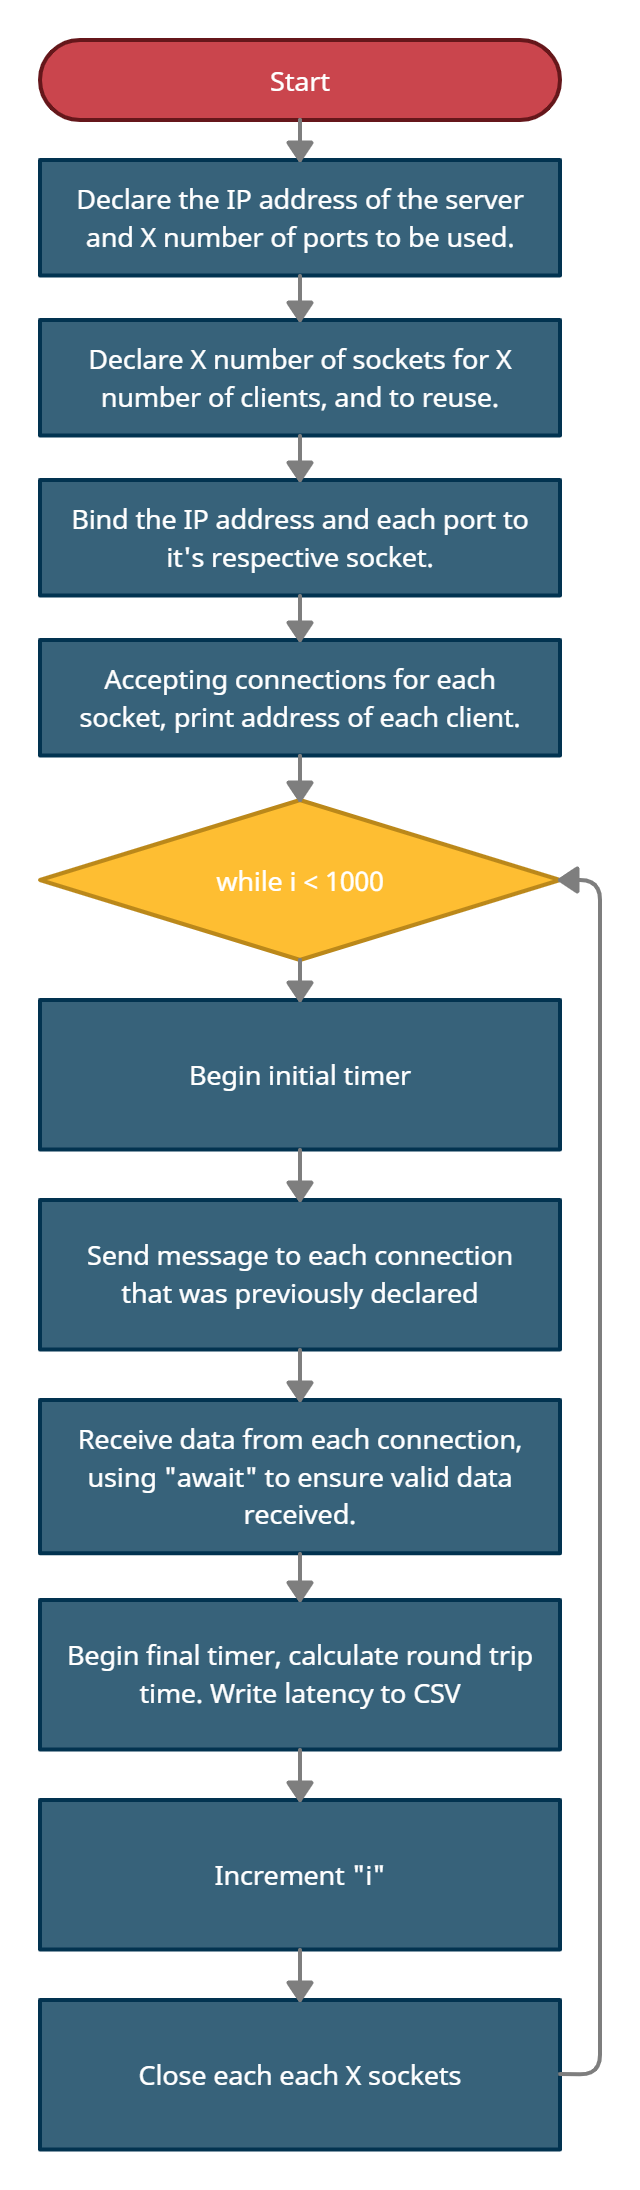 Start
Declare the IP address of the server
and X number of ports to be used.
Declare X number of sockets for X
number of clients, and to reuse.
Bind the IP address and each port to
it's respective socket.
Accepting connections for each
socket, print address of each client.
while i < 1000
Begin initial timer
Send message to each connection
that was previously declared
Receive data from each connection,
using "await" to ensure valid data
received.
Begin final timer, calculate round trip
time. Write latency to CSV
Increment "i"
Close each each X sockets